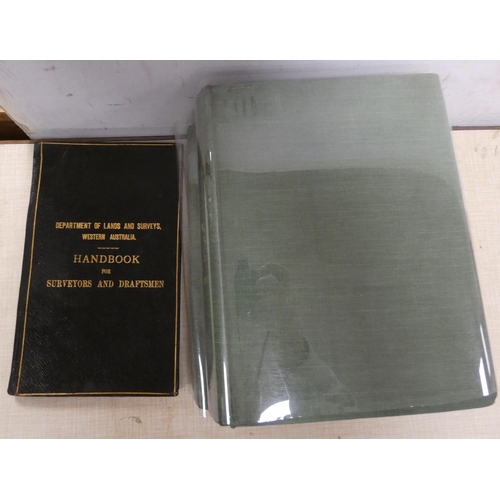 DEPARTMENT OF LANDS AND SURVEYS,
WESTERN AUSTRALIA.
HANDBOOK
FOR
SURVEYORS AND DRAFTSMEN